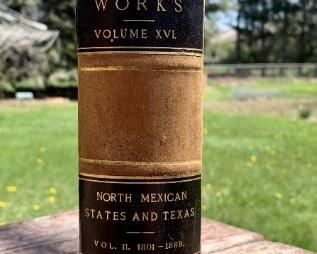 WORKS
VOLUME XVI.
NORTH MEXICAN
STATES AND TEXAS
VOL. II. 1801-1889.